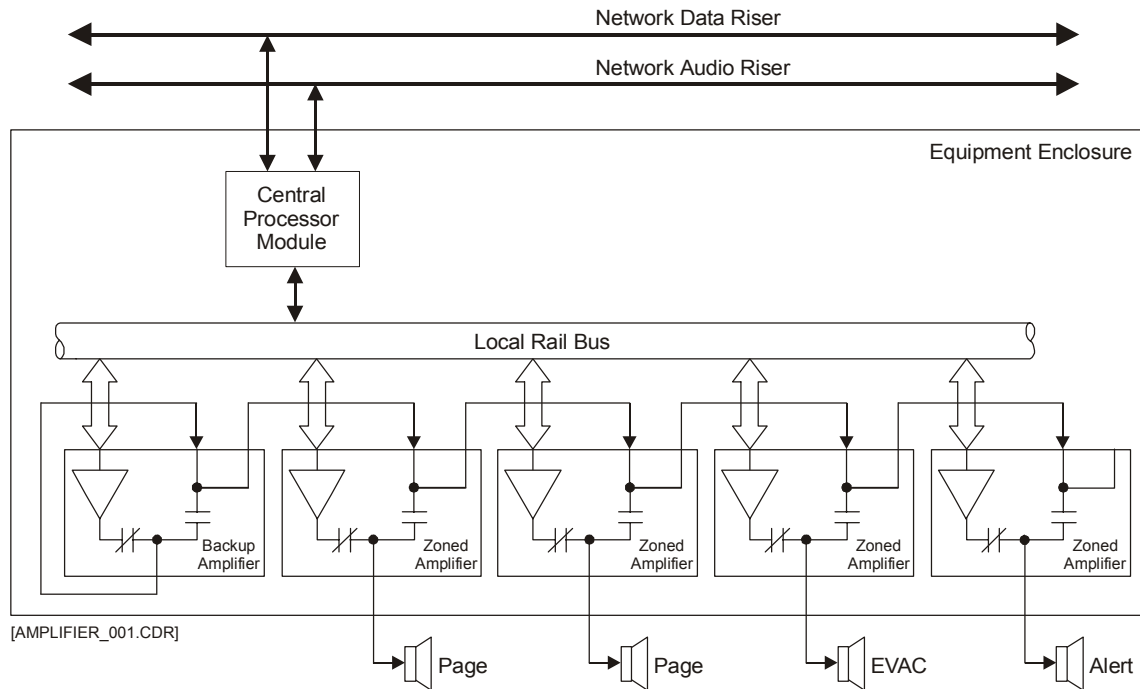 Network Data Riser
Network Audio Riser
Equipment Enclosure
Central
Processor
Module
Local Rail Bus
Backup
Amplifier
Zoned
Amplifier
Zoned
Amplifier
Zoned
Amplifier
Zoned
Amplifier
[AMPLIFIER_001.CDR]
Page
Page
EVAC
Alert